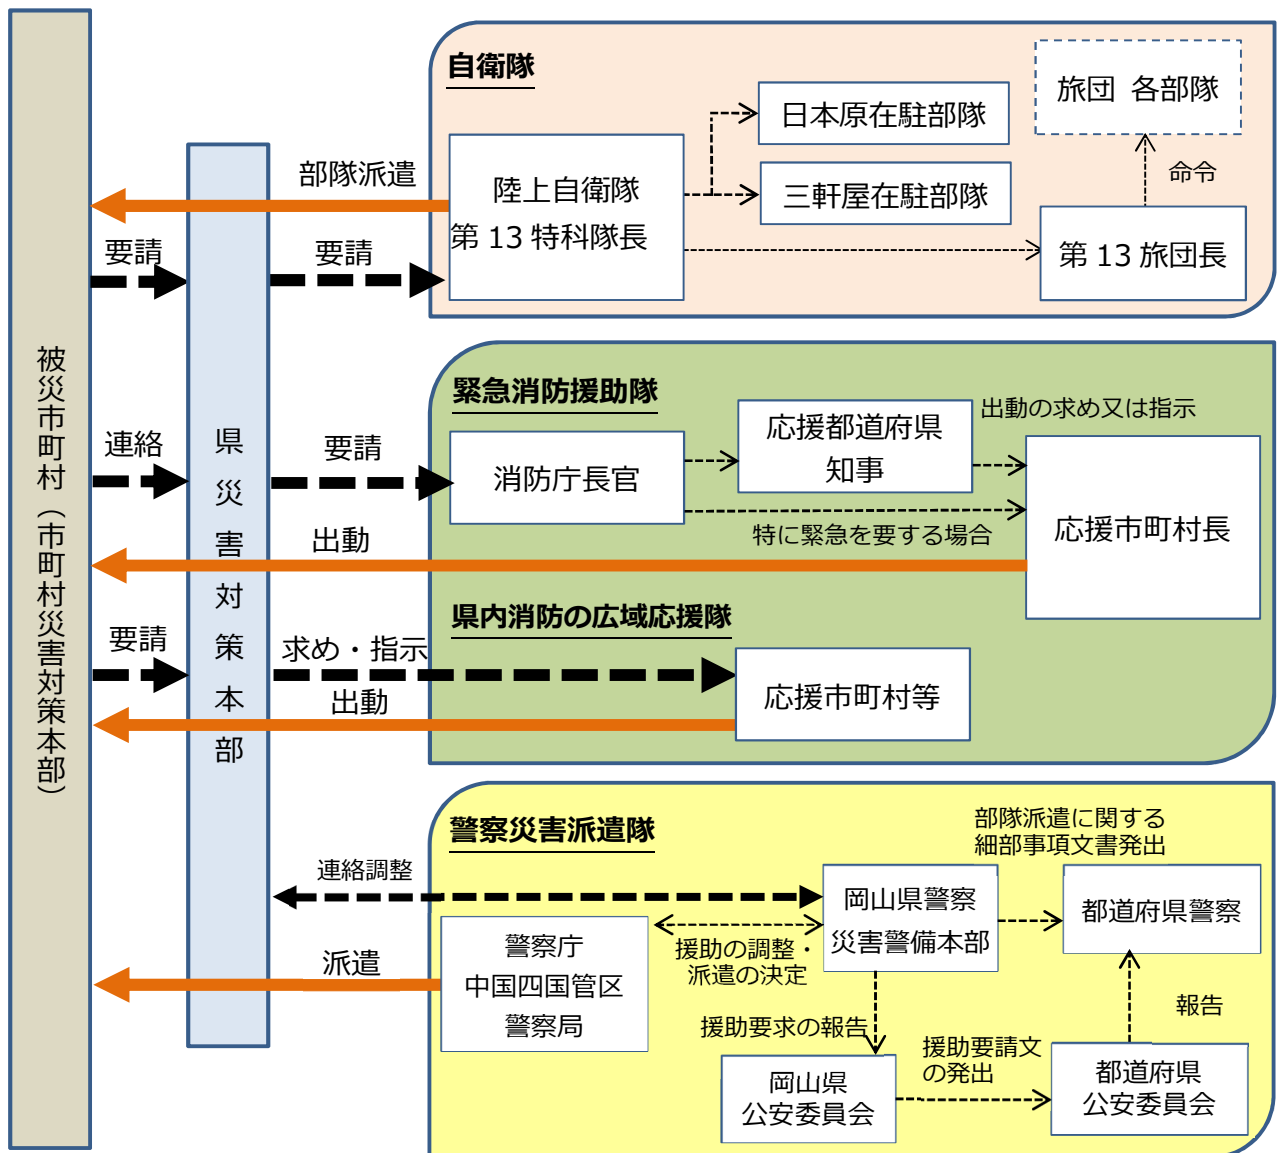 被災市町村（市町村災害対策本部）
県災害対策本部
自衛隊
旅団 各部隊
日本原在駐部隊
部隊派遣
陸上自衛隊
第 13 特科隊長
三軒屋在駐部隊
命令
要請
要請
第 13 旅団長
緊急消防援助隊
出動の求め又は指示
応援都道府県
知事
連絡
要請
消防庁長官
特に緊急を要する場合
応援市町村長
出動
県内消防の広域応援隊
要請
求め・指示
応援市町村等
出動
警察災害派遣隊
部隊派遣に関する
細部事項文書発出
連絡調整
岡山県警察
災害警備本部
都道府県警察
警察庁
中国四国管区
警察局
援助の調整・
派遣の決定
派遣
援助要求の報告
報告
援助要請文
の発出
岡山県
公安委員会
都道府県
公安委員会